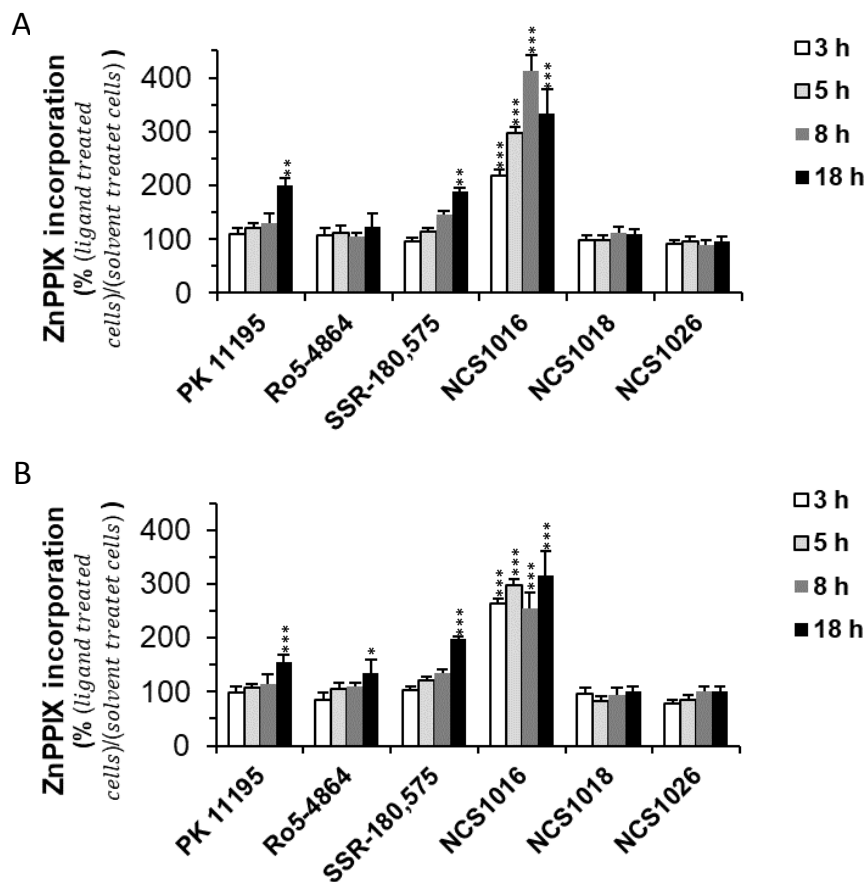 A
ZnPPIX incorporation
(% (ligand treated
cells)/(solvent treatet cells) )
400
300
200
100
0
**
**
***
***
***
***
3 h
5 h
8 h
18 h
PK 11195
Ro5-4864
SSR-180,575
NCS1016
NCS1018
NCS1026
B
ZnPPIX incorporation
(% (ligand treated
cells)/(solvent treatet cells) )
400
300
200
100
0
***
*
***
***
***
***
***
3 h
5 h
8 h
18 h
PK 11195
Ro5-4864
SSR-180,575
NCS1016
NCS1018
NCS1026